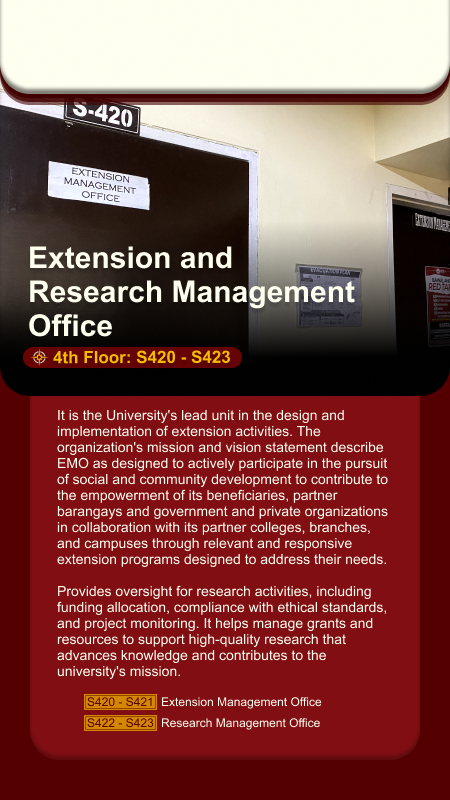 S-420
EXTENSION
MANAGEMENT
OFFICE
EVACUATION PLAN
Extension and
Research Management
Office
4th Floor: S420 - S423
It is the University's lead unit in the design and
implementation of extension activities. The
organization's mission and vision statement describe
EMO as designed to actively participate in the pursuit
of social and community development to contribute to
the empowerment of its beneficiaries, partner
barangays and government and private organizations
in collaboration with its partner colleges, branches,
and campuses through relevant and responsive
extension programs designed to address their needs.
Provides oversight for research activities, including
funding allocation, compliance with ethical standards,
and project monitoring. It helps manage grants and
resources to support high-quality research that
advances knowledge and contributes to the
university's mission.
S420 - S421 Extension Management Office
S422 - S423 Research Management Office